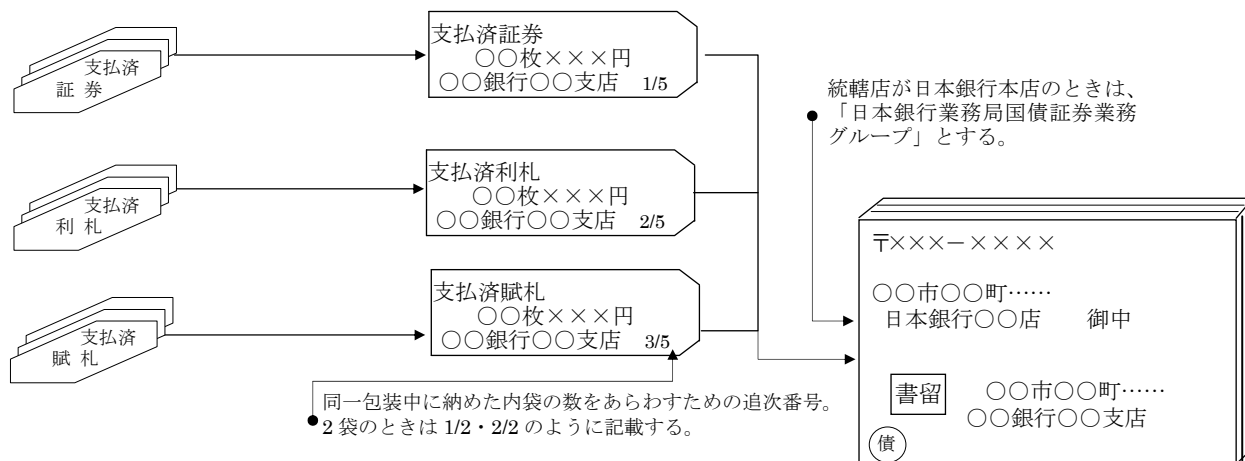 支払済
証 券
支払済証券
○○枚×××円
○○銀行○○支店 1/5
支払済
利 札
支払済利札
○○枚×××円
○○銀行○○支店 2/5
支払済
賦 札
支払済賦札
○○枚×××円
○○銀行○○支店 3/5
同一包装中に納めた内袋の数をあらわすための追次番号。
2 袋のときは 1/2・2/2 のように記載する。
統轄店が日本銀行本店のときは、
「日本銀行業務局国債証券業務
グループ」とする。
〒×××－××××
○○市○○町……
日本銀行○○店 御中
書留
○○市○○町……
○○銀行○○支店
債